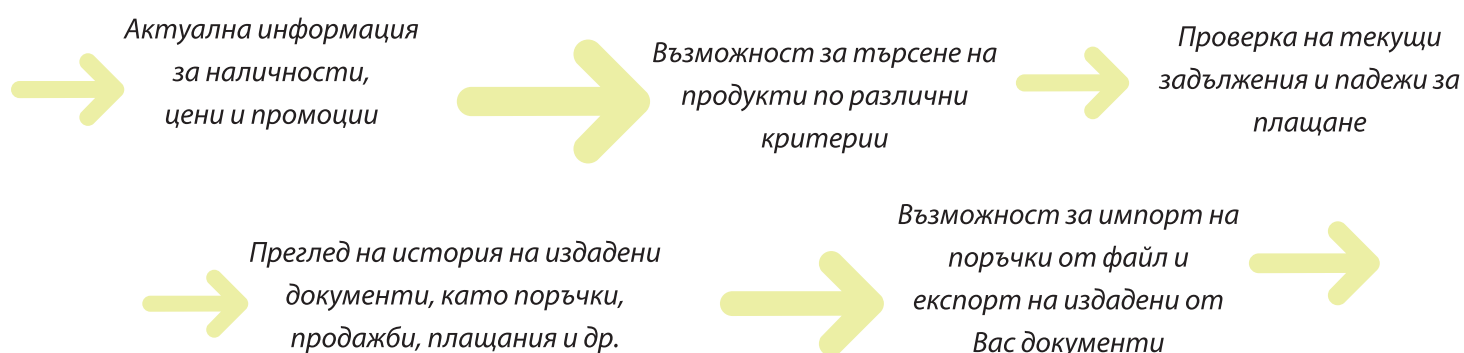 Актуална информация
за наличности,
цени и промоции
Възможност за търсене на
продукти по различни
критерии
Проверка на текущи
задължения и падежи за
плащане
Преглед на история на издадени
документи, като поръчки,
продажби, плащания и др.
Възможност за импорт на
поръчки от файл и
експорт на издадени от
Вас документи